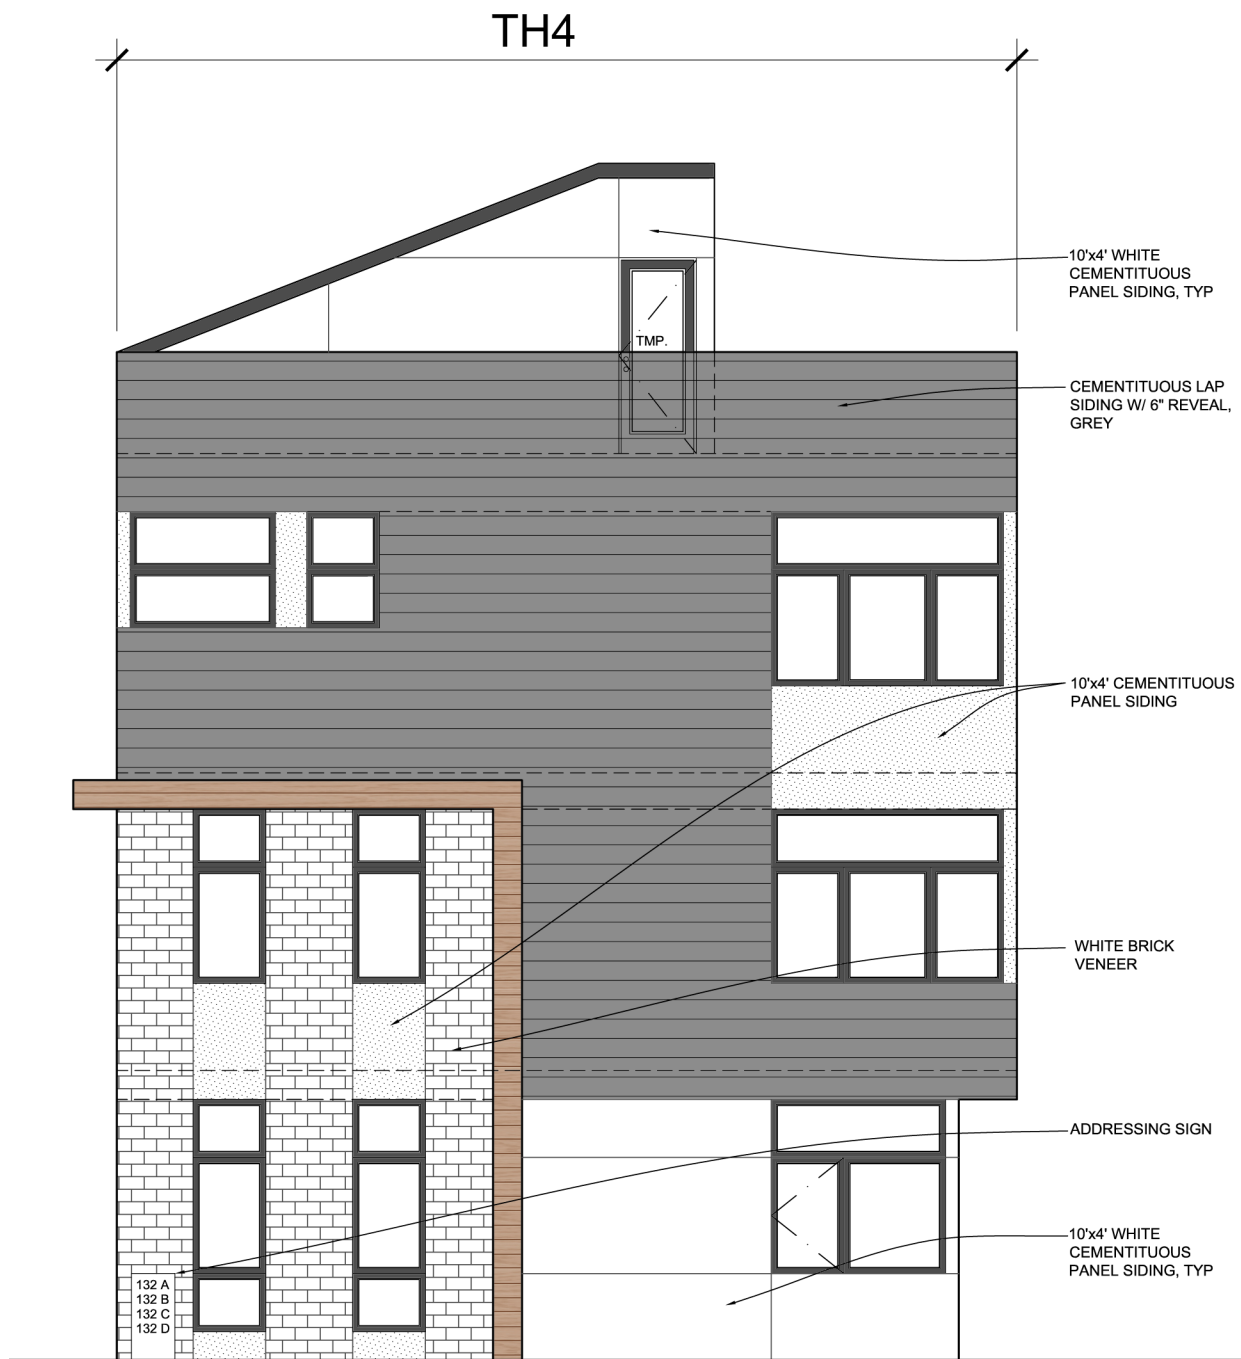 TH4
10'x4' WHITE
CEMENTITUOUS
PANEL SIDING, TYP
TMP.
CEMENTITUOUS LAP
SIDING W/ 6" REVEAL,
GREY
10'x4' CEMENTITUOUS
PANEL SIDING
WHITE BRICK
VENEER
ADDRESSING SIGN
10'x4' WHITE
CEMENTITUOUS
PANEL SIDING, TYP
132 A
132 B
132 C
132 D